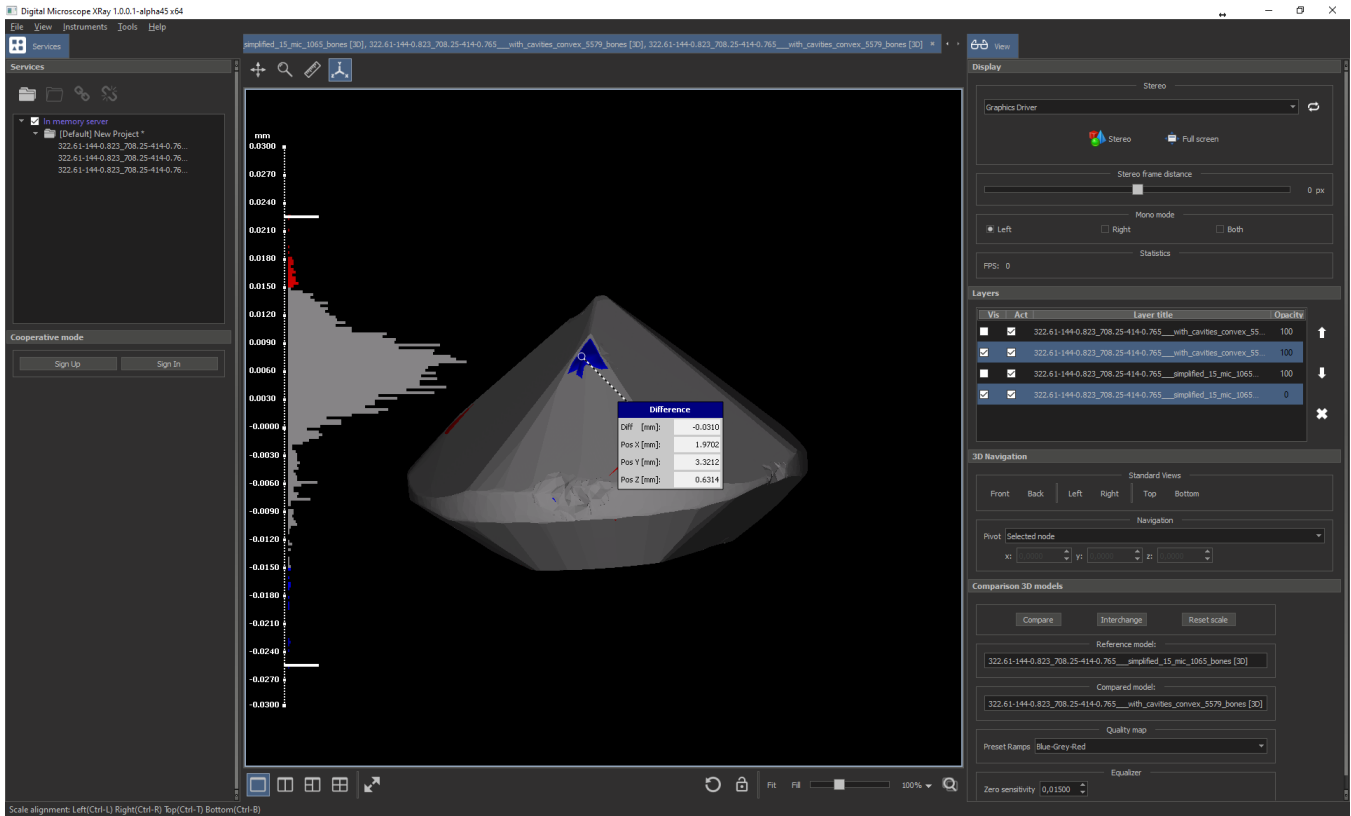 Digital Microscope XRay 1.0.0.1-alpha45 x64
File View Instruments Tools Help
Services
simplified_15_mic_1065_bones [3D], 322.61-144-0.823_708.25-414-0.765___with_cavities_convex_5579_bones [3D], 322.61-144-0.823_708.25-414-0.765___with_cavities_convex_5579_bones [3D]
View
Services
In memory server
[Default] New Project *
322.61-144-0.823_708.25-414-0.76...
322.61-144-0.823_708.25-414-0.76...
322.61-144-0.823_708.25-414-0.76...
Cooperative mode
Sign Up Sign In
mm
0.0300
0.0270
0.0240
0.0210
0.0180
0.0150
0.0120
0.0090
0.0060
0.0030
-0.0000
-0.0030
-0.0060
-0.0090
-0.0120
-0.0150
-0.0180
-0.0210
-0.0240
-0.0270
-0.0300
Difference
Diff [mm]: -0.0310
Pos X [mm]: 1.9702
Pos Y [mm]: 3.3212
Pos Z [mm]: 0.6314
Fit Fill 100%
Display
Stereo
Graphics Driver
Stereo Full screen
Stereo frame distance
0 px
Mono mode
Left Right Both
Statistics
FPS: 0
Layers
Vis Act Layer title Opacity
322.61-144-0.823_708.25-414-0.765___with_cavities_convex_55... 100
322.61-144-0.823_708.25-414-0.765___with_cavities_convex_55... 100
322.61-144-0.823_708.25-414-0.765___simplified_15_mic_1065... 100
322.61-144-0.823_708.25-414-0.765___simplified_15_mic_1065... 0
3D Navigation
Standard Views
Front Back Left Right Top Bottom
Navigation
Pivot Selected node
x: 0,0000 y: 0,0000 z: 0,0000
Comparison 3D models
Compare Interchange Reset scale
Reference model:
322.61-144-0.823_708.25-414-0.765___simplified_15_mic_1065_bones [3D]
Compared model:
322.61-144-0.823_708.25-414-0.765___with_cavities_convex_5579_bones [3D]
Quality map
Preset Ramps Blue-Grey-Red
Equalizer
Zero sensitivity 0,01500
Scale alignment: Left(Ctrl-L) Right(Ctrl-R) Top(Ctrl-T) Bottom(Ctrl-B)